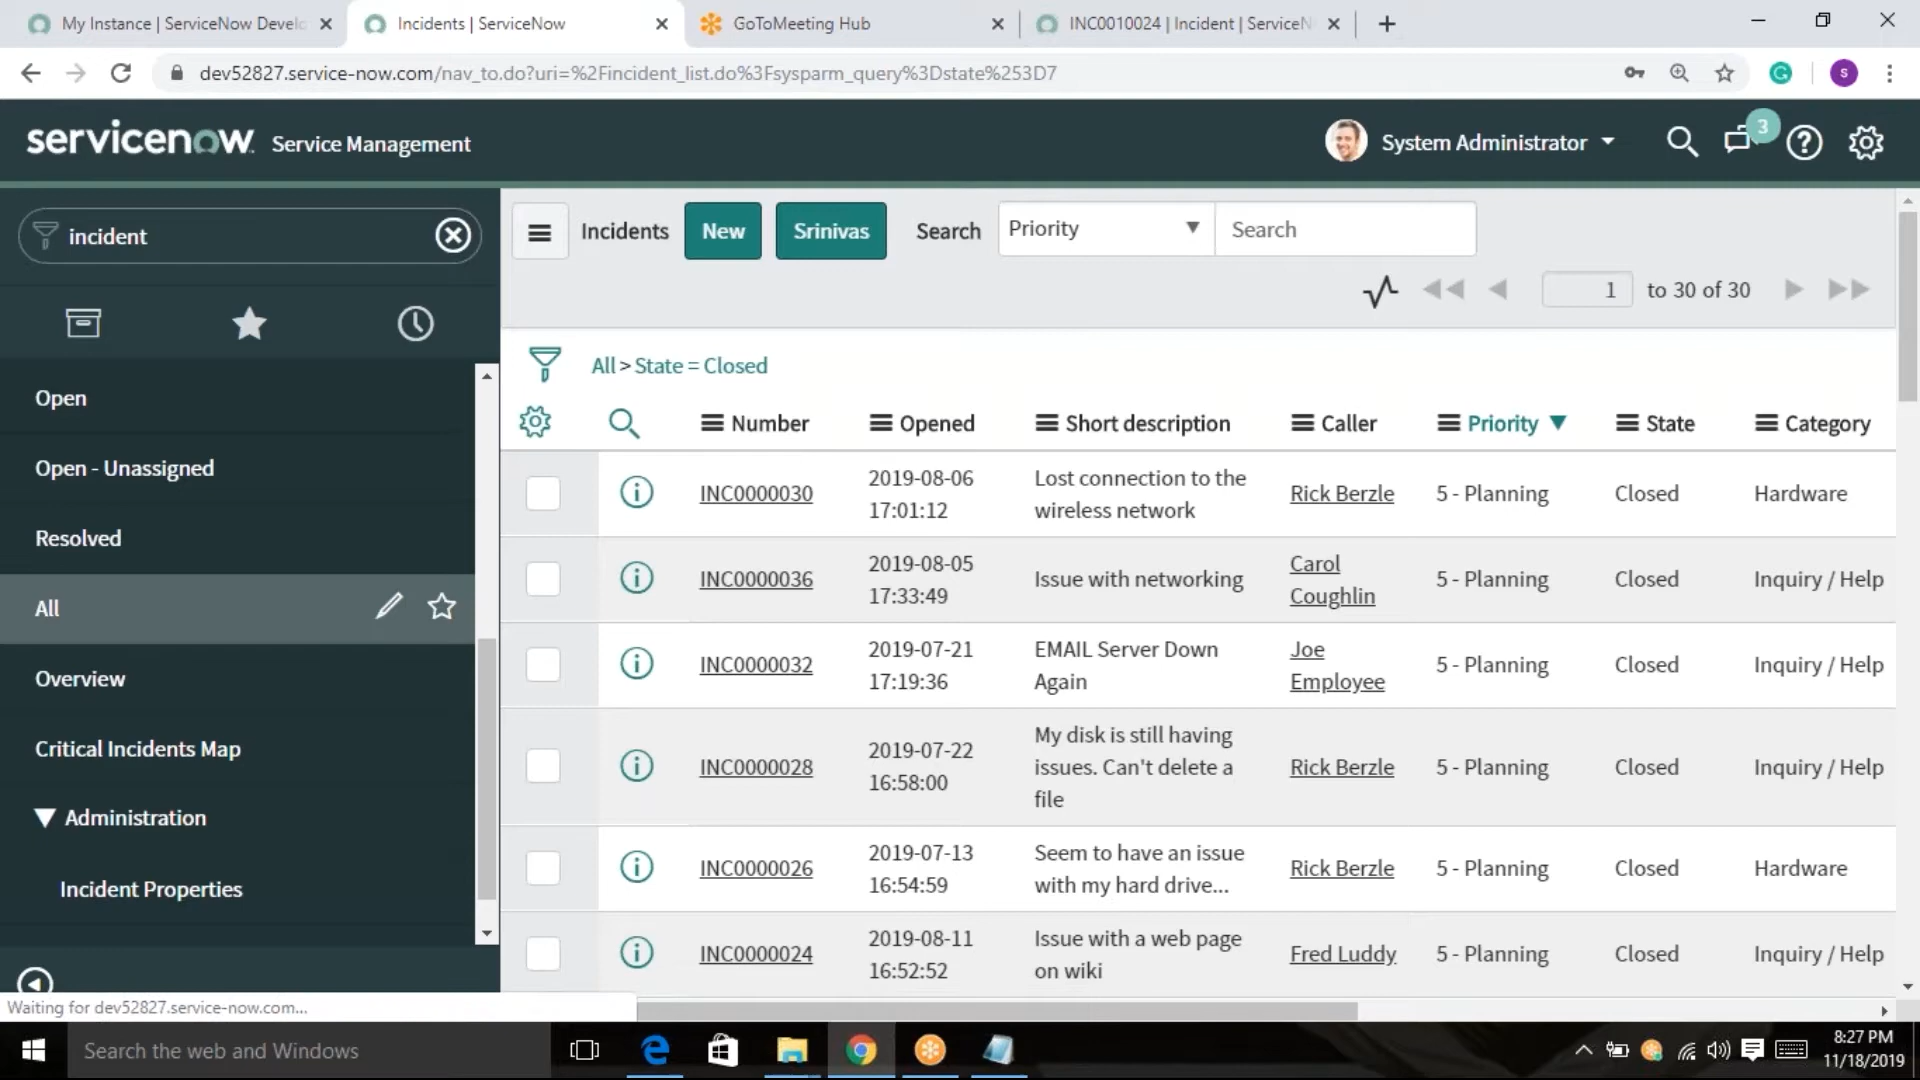 My Instance | ServiceNow Develo
Incidents | ServiceNow
GoToMeeting Hub
INC0010024 | Incident | ServiceN
dev52827.service-now.com/nav_to.do?uri=%2Fincident_list.do%3Fsysparm_query%3Dstate%253D7
s
servicenow Service Management
System Administrator
3
incident
Incidents
New
Srinivas
Search
Priority
Search
1 to 30 of 30
All > State = Closed
Number Opened Short description Caller Priority State Category
Open
Open - Unassigned
Resolved
All
Overview
Critical Incidents Map
Administration
Incident Properties
INC0000030
2019-08-06
17:01:12
Lost connection to the
wireless network
Rick Berzle
5 - Planning
Closed
Hardware
INC0000036
2019-08-05
17:33:49
Issue with networking
Carol
Coughlin
5 - Planning
Closed
Inquiry / Help
INC0000032
2019-07-21
17:19:36
EMAIL Server Down
Again
Joe
Employee
5 - Planning
Closed
Inquiry / Help
INC0000028
2019-07-22
16:58:00
My disk is still having
issues. Can't delete a
file
Rick Berzle
5 - Planning
Closed
Inquiry / Help
INC0000026
2019-07-13
16:54:59
Seem to have an issue
with my hard drive...
Rick Berzle
5 - Planning
Closed
Hardware
INC0000024
2019-08-11
16:52:52
Issue with a web page
on wiki
Fred Luddy
5 - Planning
Closed
Inquiry / Help
Waiting for dev52827.service-now.com...
Search the web and Windows
8:27 PM
11/18/2019